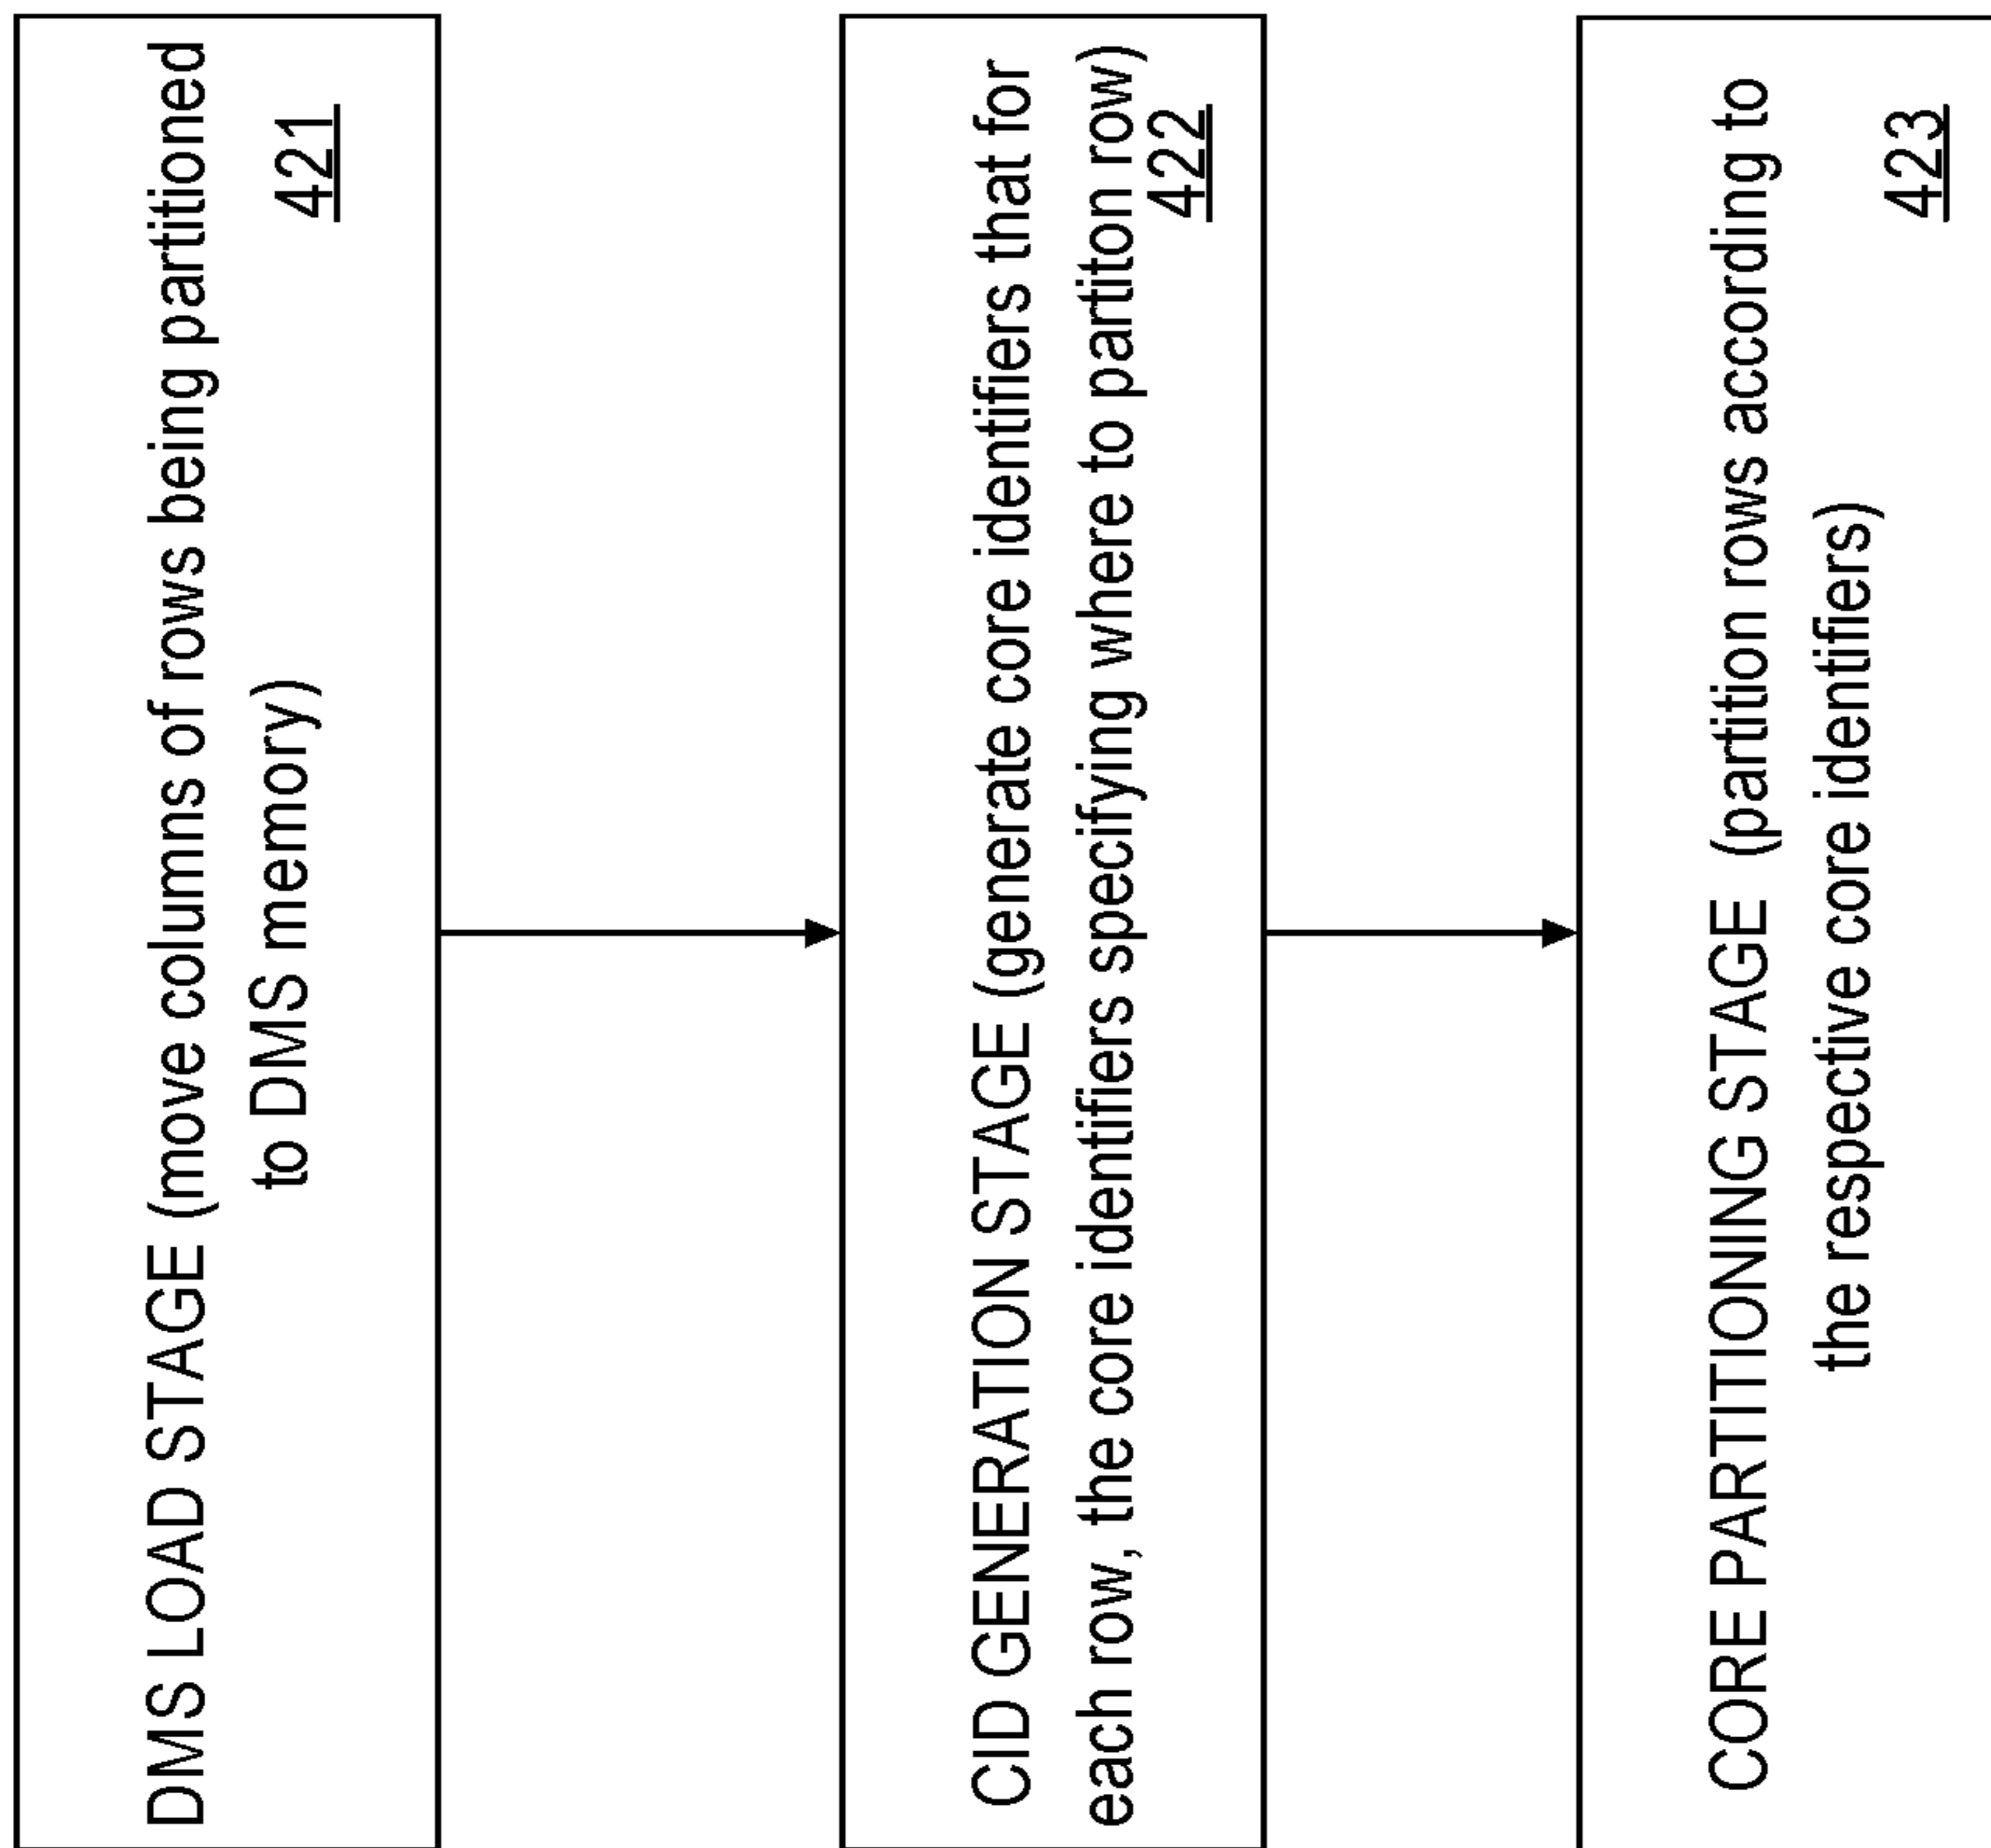 DMS LOAD STAGE (move columns of rows being partitioned
to DMS memory)
421
CID GENERATION STAGE (generate core identifiers that for
each row, the core identifiers specifying where to partiton row)
422
CORE PARTITIONING STAGE (partition rows according to
the respective core identifiers)
423